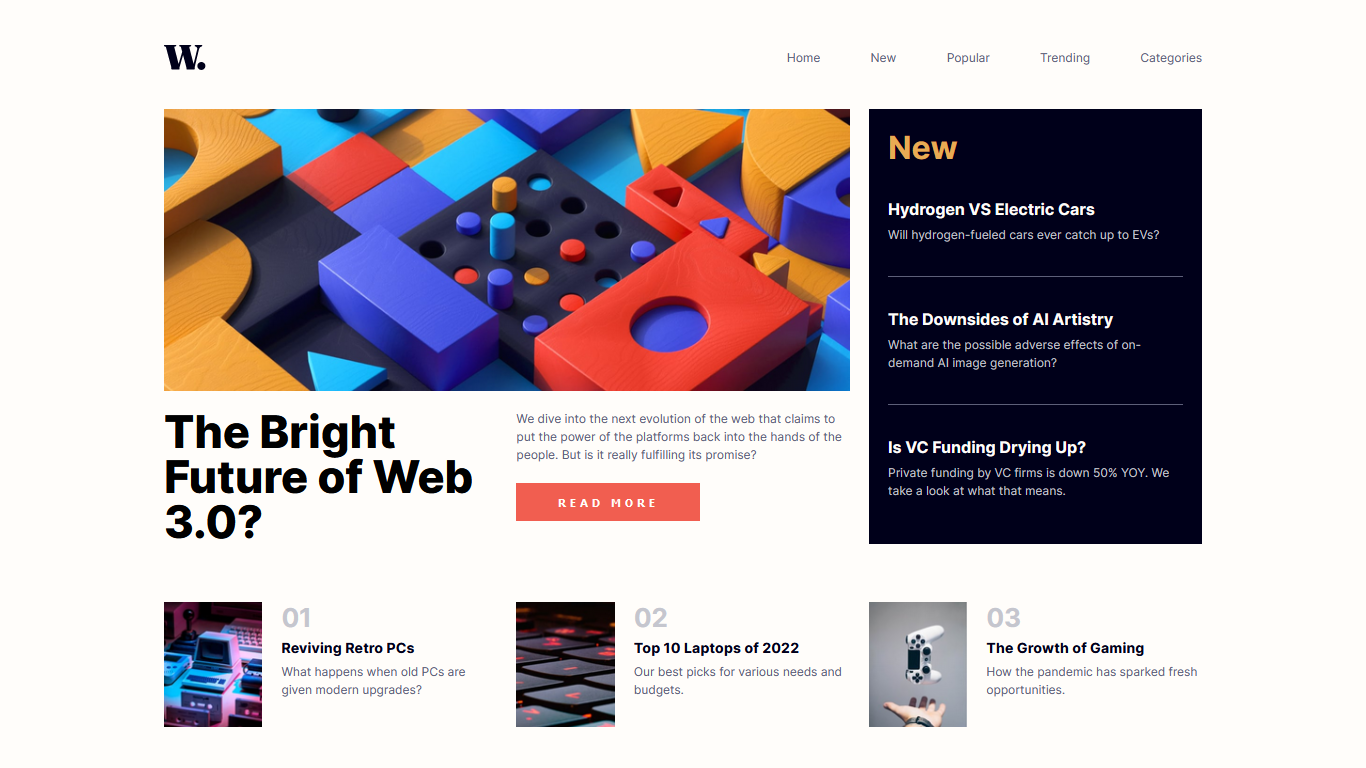 W.
Home New Popular Trending Categories
New
Hydrogen VS Electric Cars
Will hydrogen-fueled cars ever catch up to EVs?
The Downsides of AI Artistry
What are the possible adverse effects of on-
demand AI image generation?
Is VC Funding Drying Up?
Private funding by VC firms is down 50% YOY. We
take a look at what that means.
The Bright
Future of Web
3.0?
We dive into the next evolution of the web that claims to
put the power of the platforms back into the hands of the
people. But is it really fulfilling its promise?
READ MORE
01
Reviving Retro PCs
What happens when old PCs are
given modern upgrades?
02
Top 10 Laptops of 2022
Our best picks for various needs and
budgets.
03
The Growth of Gaming
How the pandemic has sparked fresh
opportunities.